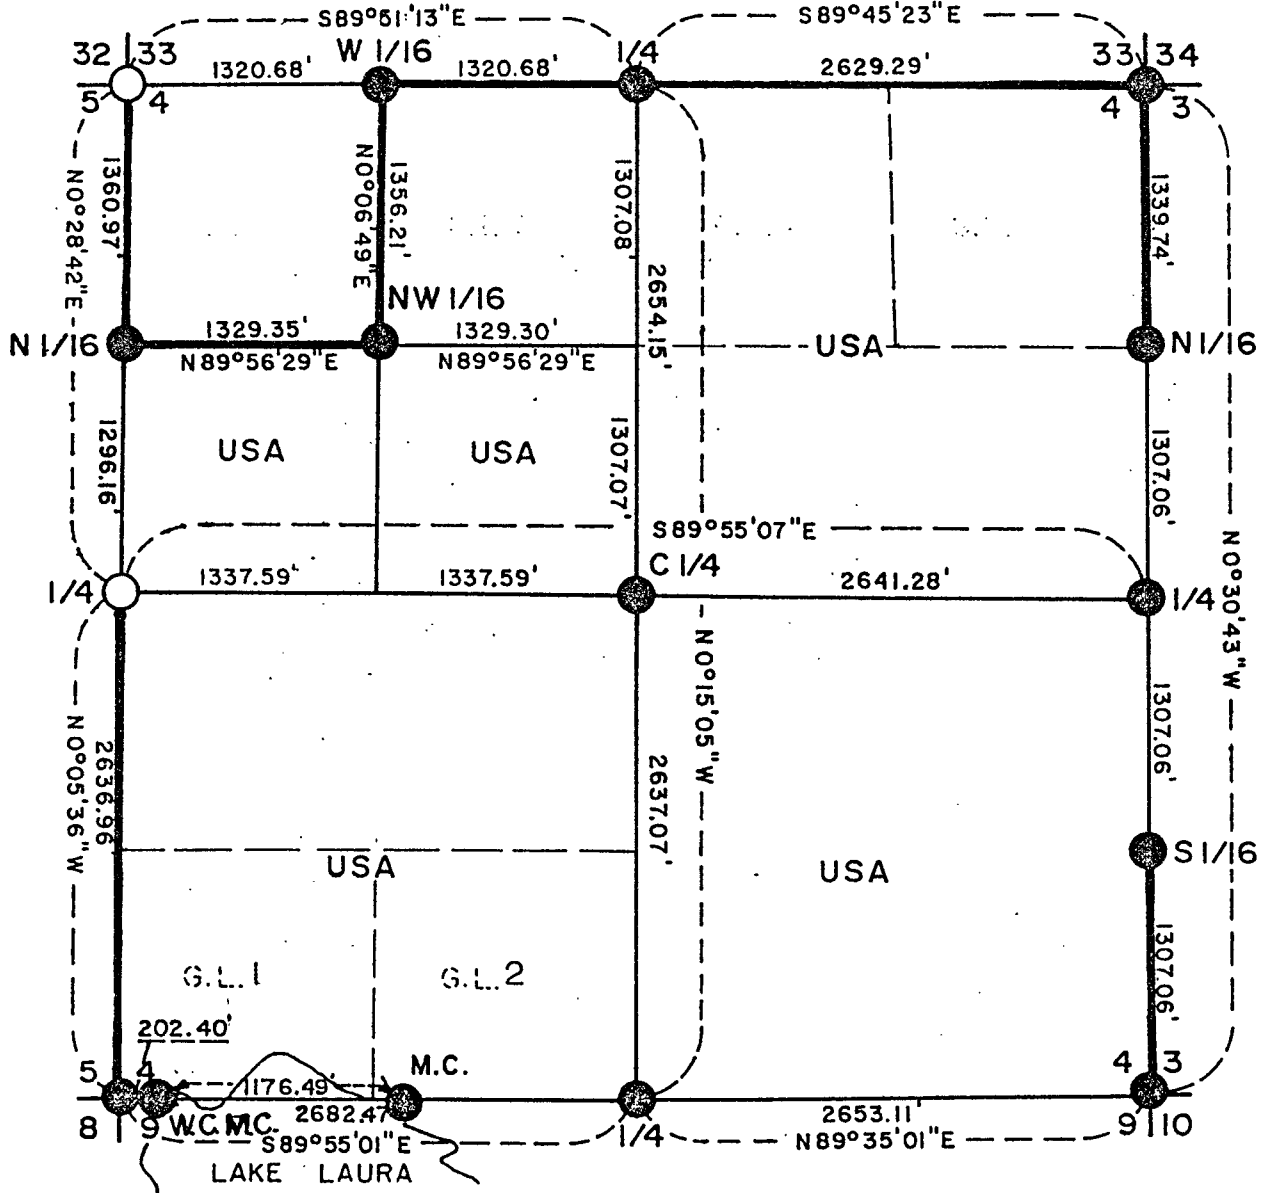 S89°51'13"E
S89°45'23"E
32 33
W 1/16
1/4
33 34
1320.68'
1320.68'
2629.29'
5 4
4 3
1360.97'
N0°28'42"E
N0°06'49"E
1356.21'
1307.08'
1339.74'
NW 1/16
2654.15'
N 1/16
1329.35'
1329.30'
USA
N 1/16
N89°56'29"E
N89°56'29"E
1296.16'
USA
USA
1307.07'
1307.06'
S89°55'07"E
C 1/4
N0°30'43"W
1/4
1337.59'
1337.59'
2641.28'
1/4
N0°15'05"W
N0°05'36"W
2636.96'
2637.07'
1307.06'
USA
USA
S 1/16
G.L. 1
G.L. 2
1307.06'
202.40'
5 4
M.C.
4 3
1176.49'
8 9
W.C. M.C.
2682.47'
1/4
2653.11'
9 10
S89°55'01"E
N89°35'01"E
LAKE LAURA